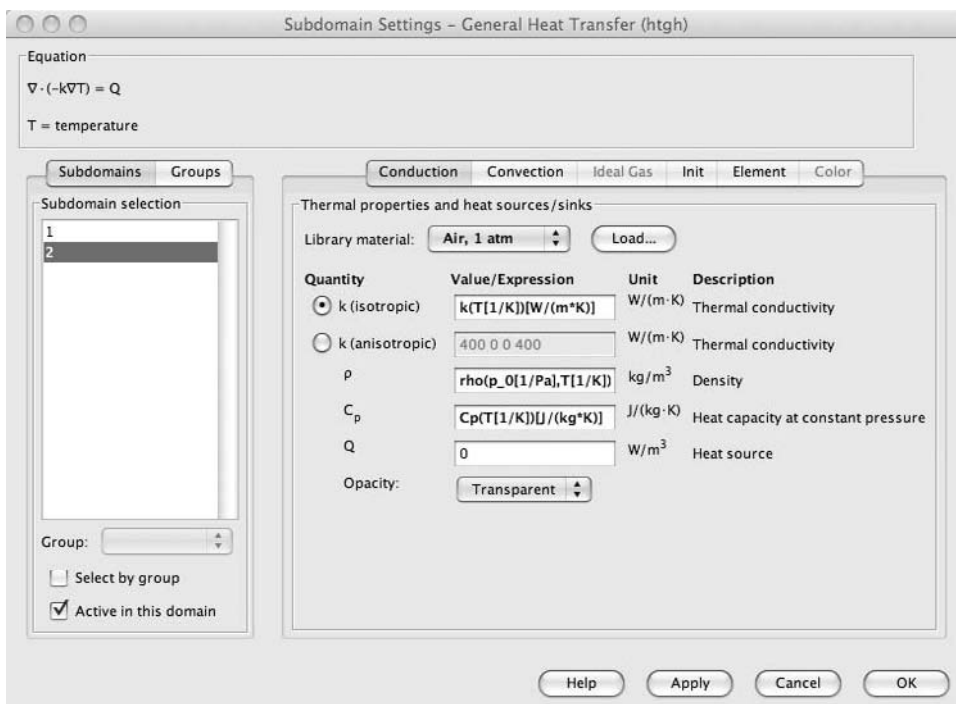 Subdomain Settings – General Heat Transfer (htgh)
Equation
∇·(-k∇T) = Q
T = temperature
Subdomains Groups
Subdomain selection
1
2
Group:
Select by group
Active in this domain
Conduction Convection Ideal Gas Init Element Color
Thermal properties and heat sources/sinks
Library material: Air, 1 atm Load...
Quantity Value/Expression Unit Description
k (isotropic) k(T[1/K])[W/(m*K)] W/(m·K) Thermal conductivity
k (anisotropic) 400 0 0 400 W/(m·K) Thermal conductivity
ρ rho(p_0[1/Pa],T[1/K]) kg/m³ Density
Cp Cp(T[1/K])[J/(kg*K)] J/(kg·K) Heat capacity at constant pressure
Q 0 W/m³ Heat source
Opacity: Transparent
Help Apply Cancel OK